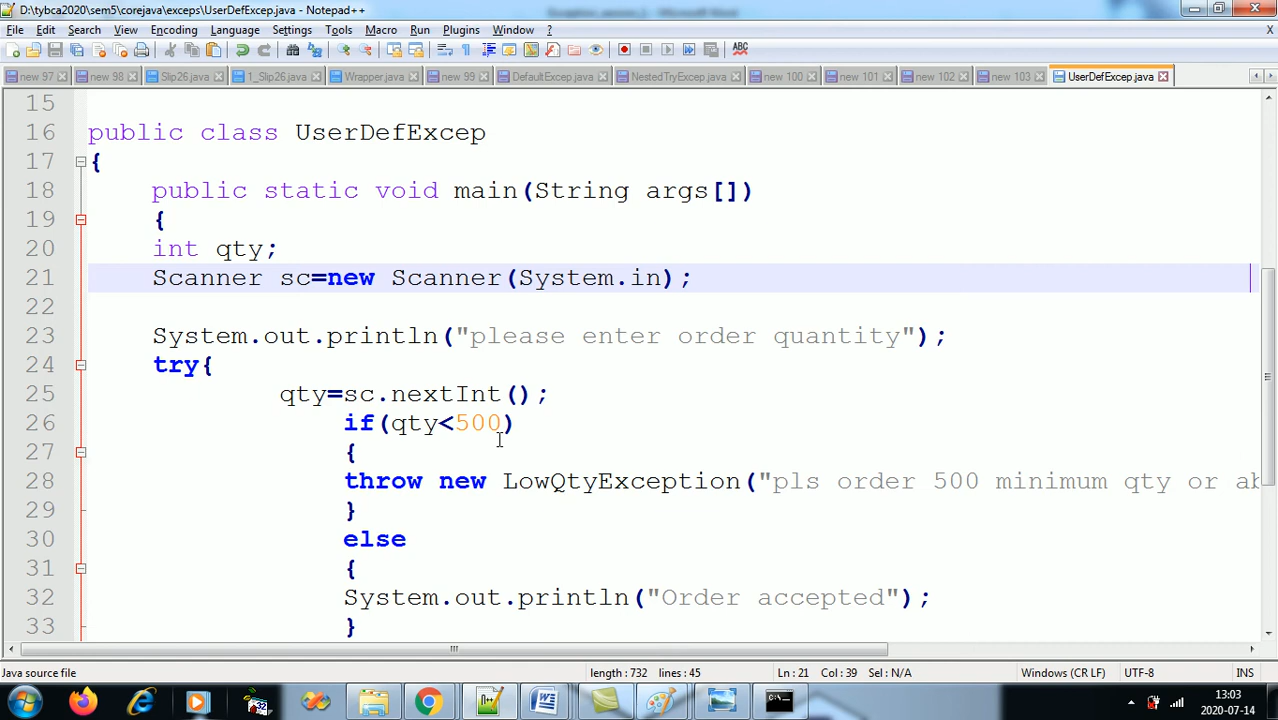 D:\tybca2020\sem5\corejava\exceps\UserDefExcep.java - Notepad++
File Edit Search View Encoding Language Settings Tools Macro Run Plugins Window ? X
new 97 new 98 Slip26.java 1_Slip26.java Wrapper.java new 99 DefaultExcep.java NestedTryExcep.java new 100 new 101 new 102 new 103 UserDefExcep.java
15
16 public class UserDefExcep
17 {
18 public static void main(String args[])
19 {
20 int qty;
21 Scanner sc=new Scanner(System.in);
22
23 System.out.println("please enter order quantity");
24 try{
25 qty=sc.nextInt();
26 if(qty<500)
27 {
28 throw new LowQtyException("pls order 500 minimum qty or ab
29 }
30 else
31 {
32 System.out.println("Order accepted");
33 }
Java source file length : 732 lines : 45 Ln : 21 Col : 39 Sel : N/A Windows (CR LF) UTF-8 INS
13:03
2020-07-14